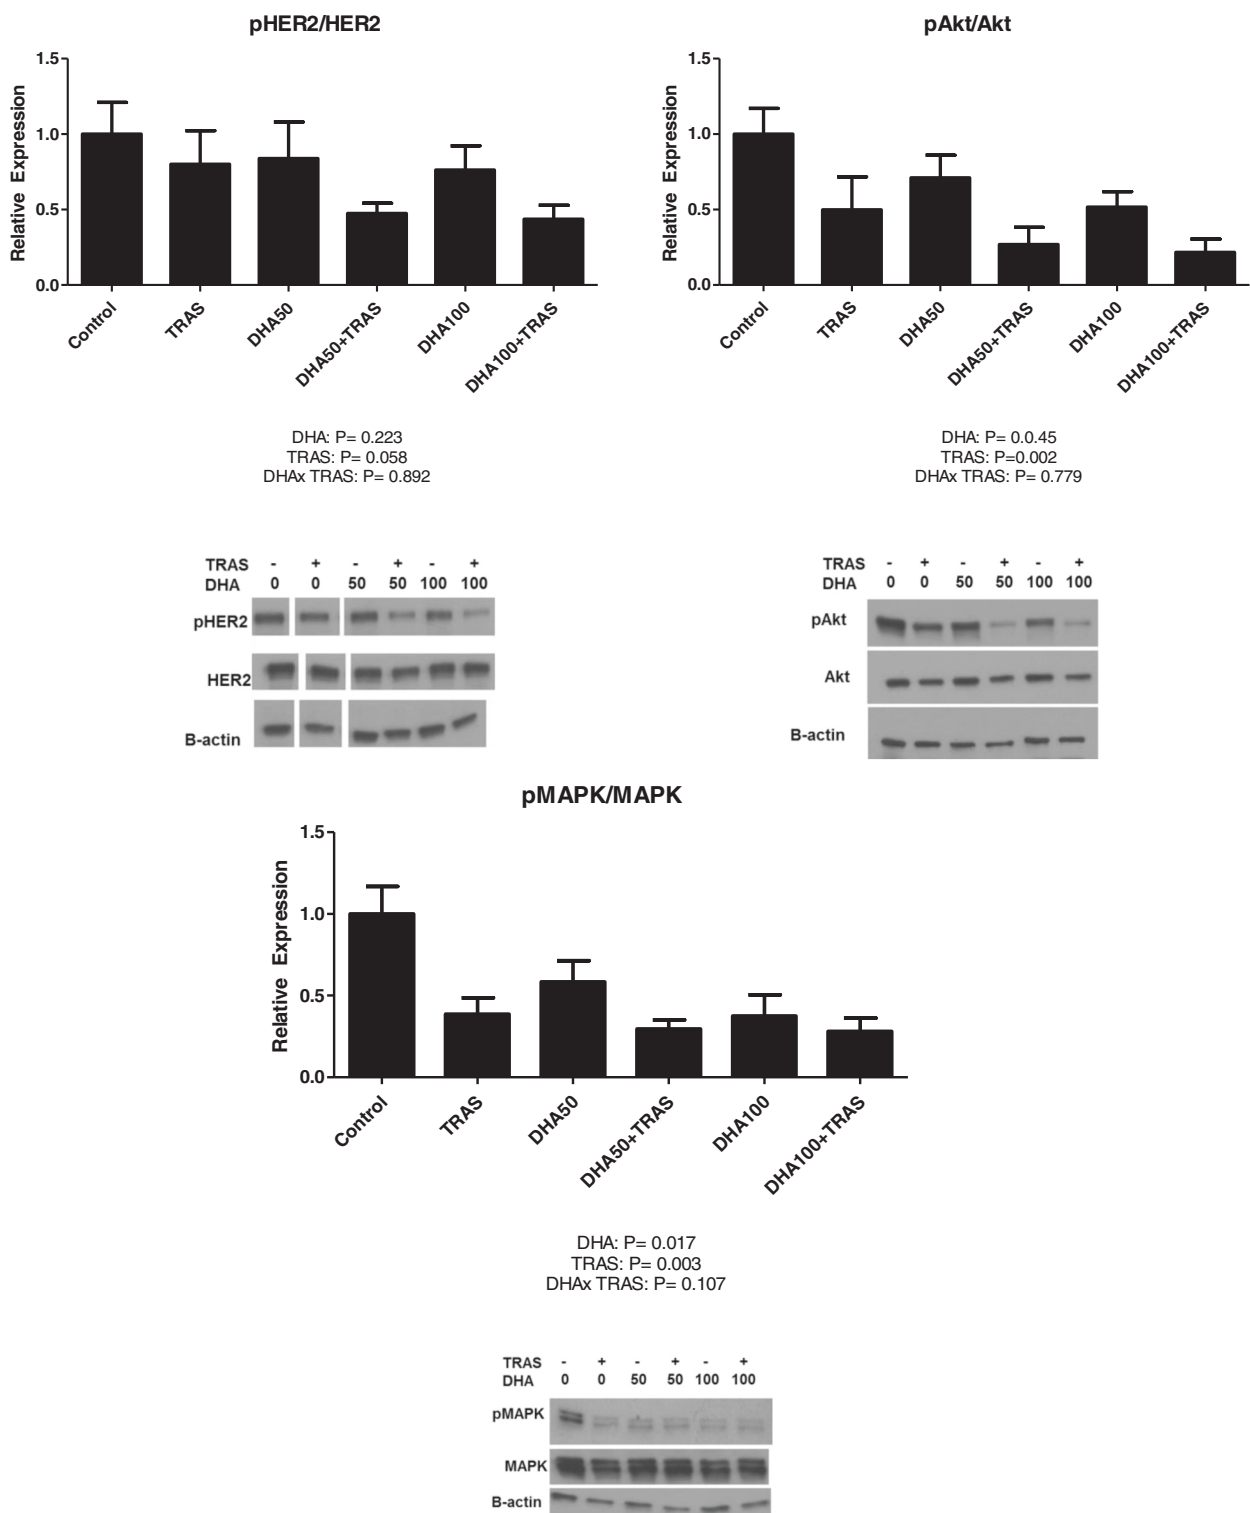 pHER2/HER2
1.5
1.0
0.5
0.0
Relative Expression
Control
TRAS
DHA50
DHA50+TRAS
DHA100
DHA100+TRAS
DHA: P= 0.223
TRAS: P= 0.058
DHAx TRAS: P= 0.892
TRAS - + - + - +
DHA 0 0 50 50 100 100
pHER2
HER2
B-actin
pAkt/Akt
1.5
1.0
0.5
0.0
Relative Expression
Control
TRAS
DHA50
DHA50+TRAS
DHA100
DHA100+TRAS
DHA: P= 0.0.45
TRAS: P=0.002
DHAx TRAS: P= 0.779
TRAS - + - + - +
DHA 0 0 50 50 100 100
pAkt
Akt
B-actin
pMAPK/MAPK
1.5
1.0
0.5
0.0
Relative Expression
Control
TRAS
DHA50
DHA50+TRAS
DHA100
DHA100+TRAS
DHA: P= 0.017
TRAS: P= 0.003
DHAx TRAS: P= 0.107
TRAS - + - + - +
DHA 0 0 50 50 100 100
pMAPK
MAPK
B-actin